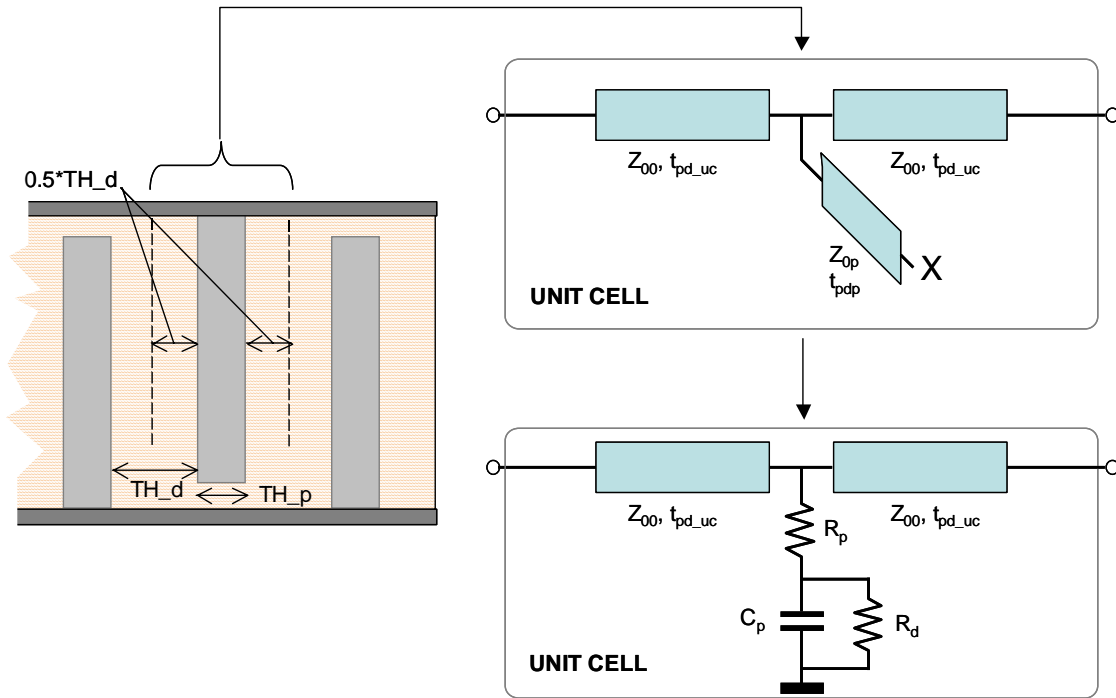 0.5*TH_d
TH_d
TH_p
Z00, tpd_uc
Z00, tpd_uc
Z0p
tpdp
X
UNIT CELL
Z00, tpd_uc
Z00, tpd_uc
Rp
Cp
Rd
UNIT CELL